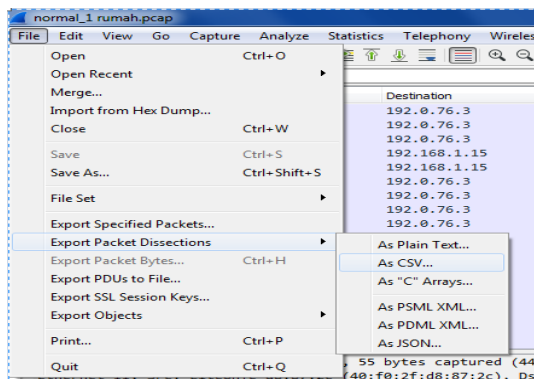 normal_1 rumah.pcap
File Edit View Go Capture Analyze Statistics Telephony Wireles
Open Ctrl+O
Open Recent
Merge...
Import from Hex Dump...
Close Ctrl+W
Save Ctrl+S
Save As... Ctrl+Shift+S
File Set
Export Specified Packets...
Export Packet Dissections
Export Packet Bytes... Ctrl+H
Export PDUs to File...
Export SSL Session Keys...
Export Objects
Print... Ctrl+P
Quit Ctrl+Q
Destination
192.0.76.3
192.0.76.3
192.0.76.3
192.168.1.15
192.168.1.15
192.0.76.3
192.0.76.3
192.0.76.3
192.0.76.3
As Plain Text...
As CSV...
As "C" Arrays...
As PSML XML...
As PDML XML...
As JSON...
, 55 bytes captured (44
(40:f0:2f:d8:87:2c), Ds